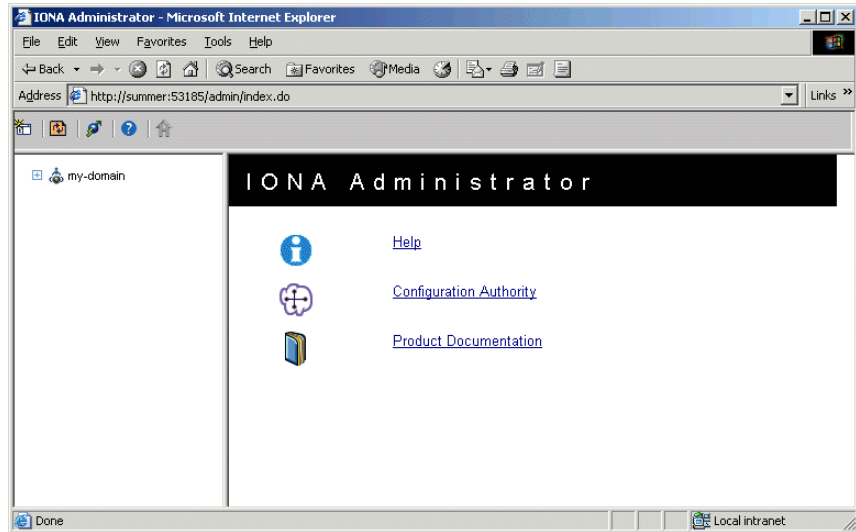 IONA Administrator - Microsoft Internet Explorer
File Edit View Favorites Tools Help
Back Search Favorites Media
Address http://summer:53185/admin/index.do Links »
my-domain
IONA Administrator
Help
Configuration Authority
Product Documentation
Done Local intranet